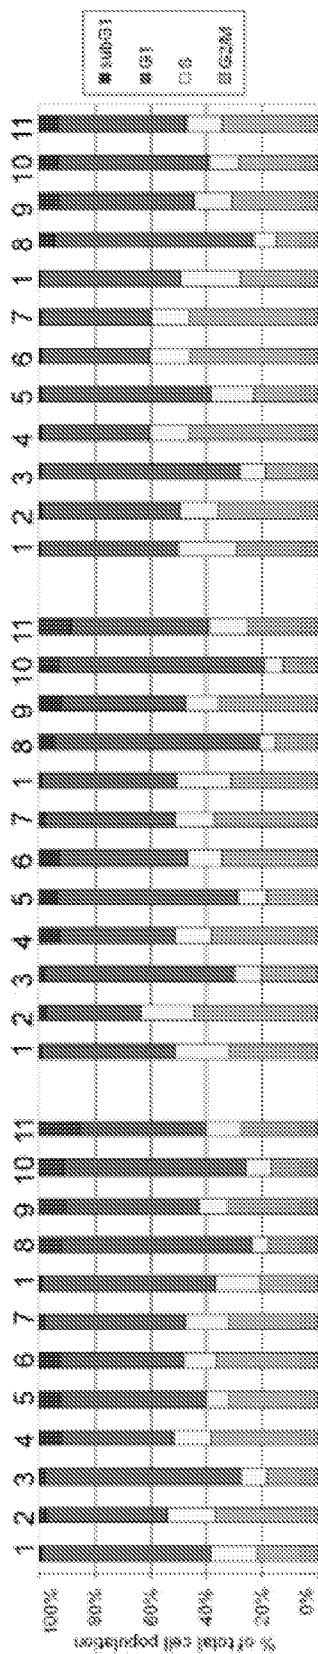 1 2 3 4 5 6 7 1 8 9 10 11 1 2 3 4 5 6 7 1 8 9 10 11 1 2 3 4 5 6 7 1 8 9 10 11
100%
80%
60%
40%
20%
0%
% of total cell population
subG1
G1
S
G2/M